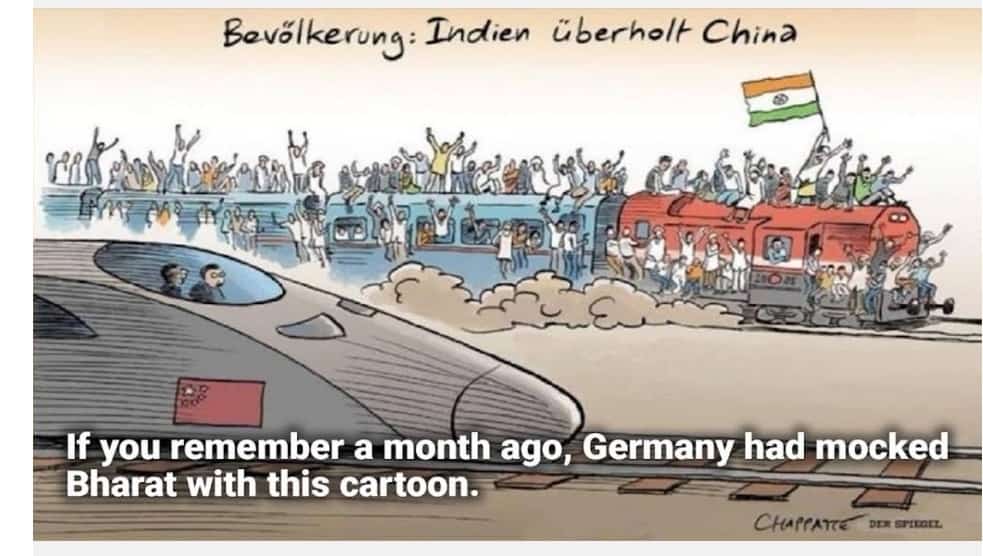 Bevölkerung: Indien überholt China
If you remember a month ago, Germany had mocked
Bharat with this cartoon.
CHAPPATTE DER SPIEGEL